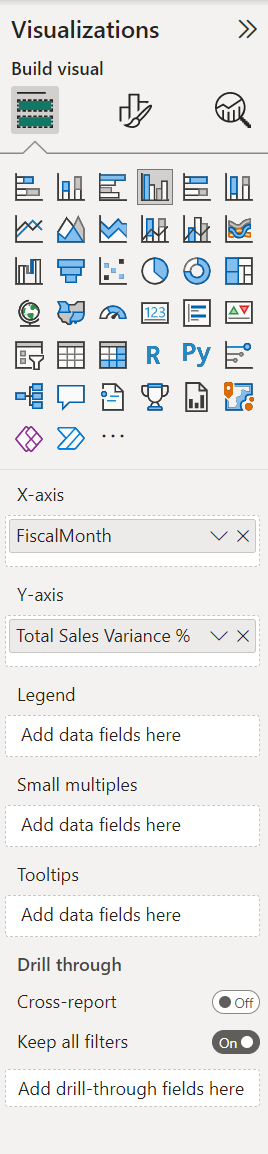 Visualizations
Build visual
123
R
Py
X-axis
FiscalMonth
Y-axis
Total Sales Variance %
Legend
Add data fields here
Small multiples
Add data fields here
Tooltips
Add data fields here
Drill through
Cross-report
Off
Keep all filters
On
Add drill-through fields here